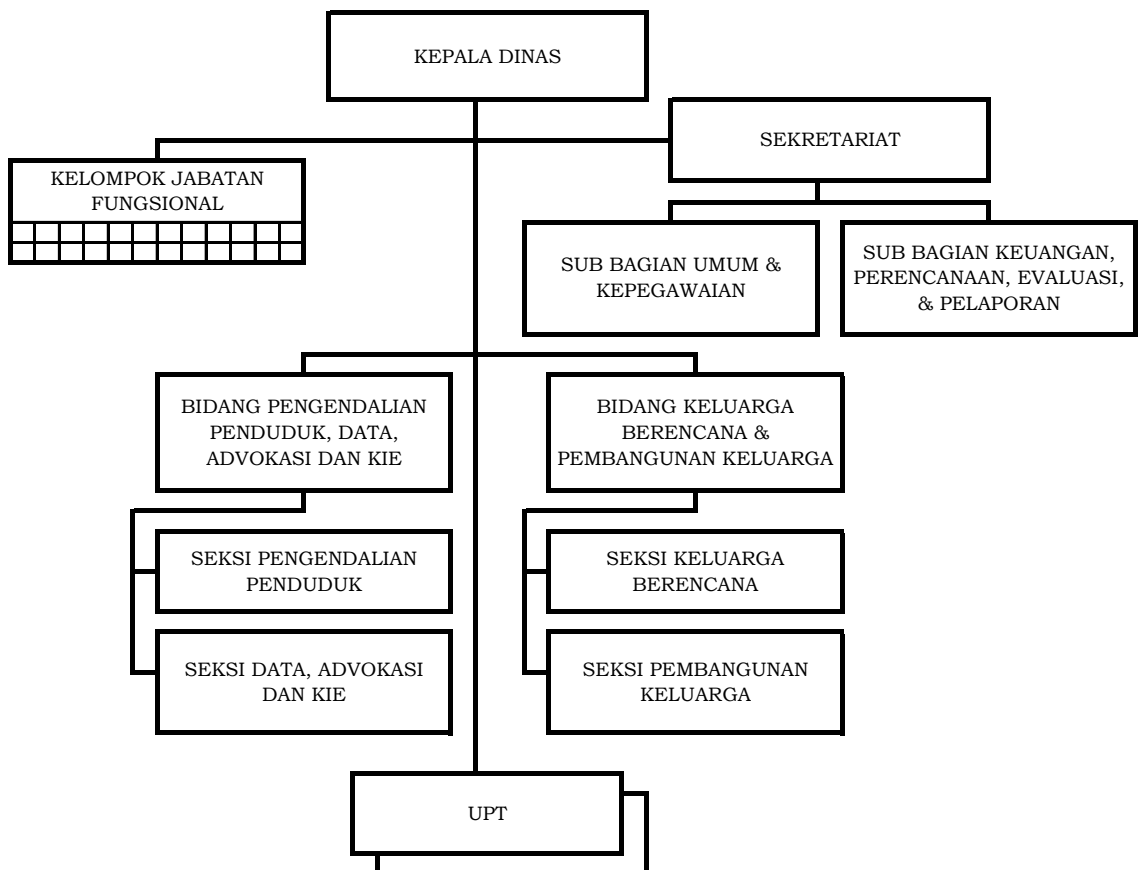 KEPALA DINAS
SEKRETARIAT
KELOMPOK JABATAN
FUNGSIONAL
SUB BAGIAN UMUM &
KEPEGAWAIAN
SUB BAGIAN KEUANGAN,
PERENCANAAN, EVALUASI,
& PELAPORAN
BIDANG PENGENDALIAN
PENDUDUK, DATA,
ADVOKASI DAN KIE
BIDANG KELUARGA
BERENCANA &
PEMBANGUNAN KELUARGA
SEKSI PENGENDALIAN
PENDUDUK
SEKSI KELUARGA
BERENCANA
SEKSI DATA, ADVOKASI
DAN KIE
SEKSI PEMBANGUNAN
KELUARGA
UPT